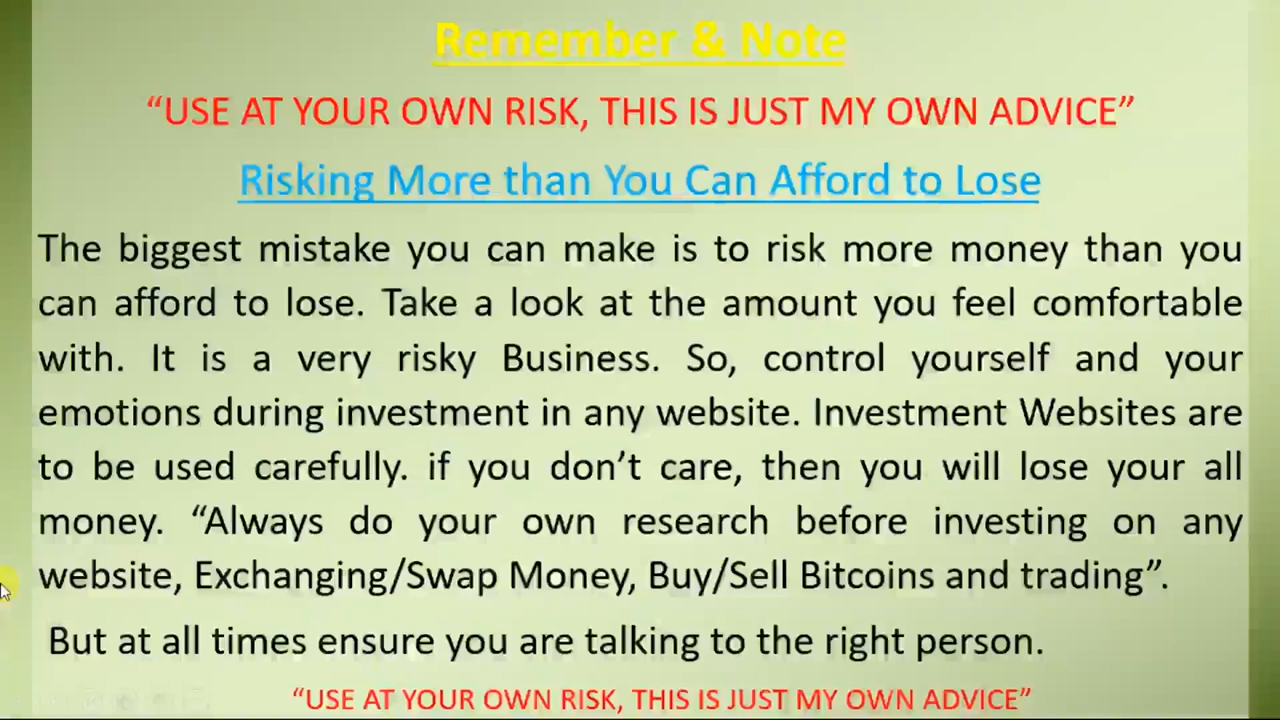 Remember & Note
“USE AT YOUR OWN RISK, THIS IS JUST MY OWN ADVICE”
Risking More than You Can Afford to Lose
The biggest mistake you can make is to risk more money than you
can afford to lose. Take a look at the amount you feel comfortable
with. It is a very risky Business. So, control yourself and your
emotions during investment in any website. Investment Websites are
to be used carefully. if you don’t care, then you will lose your all
money. “Always do your own research before investing on any
website, Exchanging/Swap Money, Buy/Sell Bitcoins and trading”.
But at all times ensure you are talking to the right person.
“USE AT YOUR OWN RISK, THIS IS JUST MY OWN ADVICE”